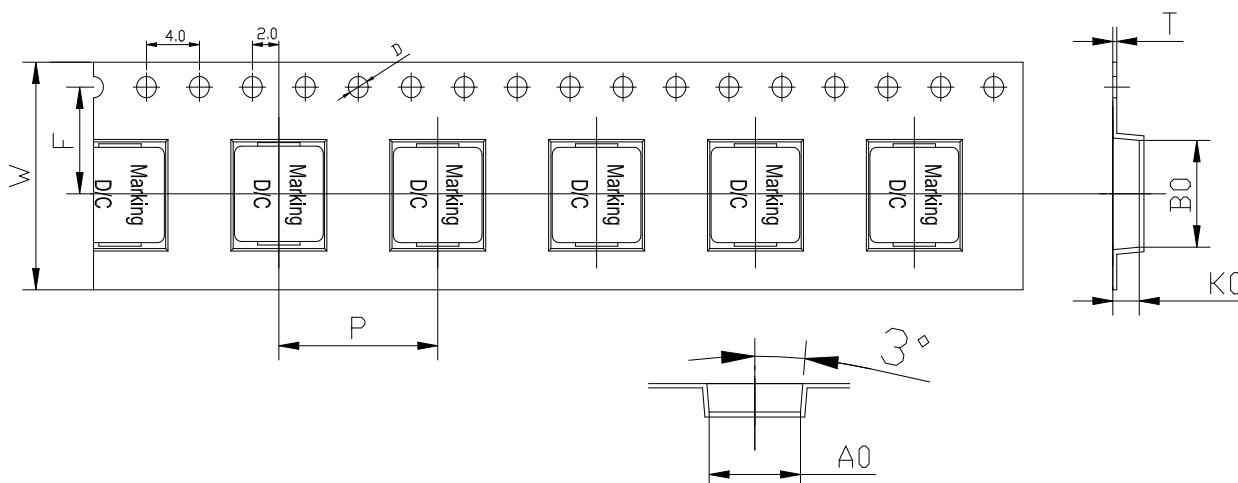 4.0
2.0
D
T
F
W
Marking
D/C
Marking
D/C
Marking
D/C
Marking
D/C
Marking
D/C
Marking
D/C
B0
K0
P
3°
A0